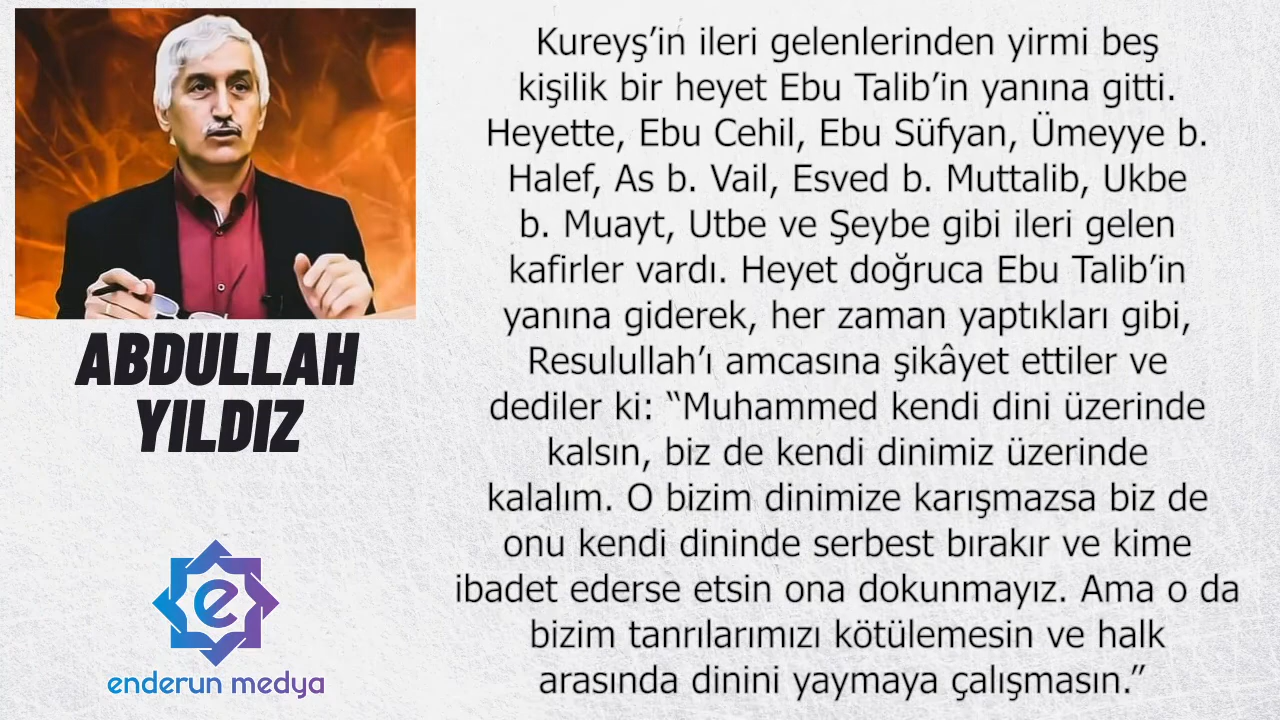 ABDULLAH
YILDIZ
e
enderun medya
Kureyş’in ileri gelenlerinden yirmi beş
kişilik bir heyet Ebu Talib’in yanına gitti.
Heyette, Ebu Cehil, Ebu Süfyan, Ümeyye b.
Halef, As b. Vail, Esved b. Muttalib, Ukbe
b. Muayt, Utbe ve Şeybe gibi ileri gelen
kafirler vardı. Heyet doğruca Ebu Talib’in
yanına giderek, her zaman yaptıkları gibi,
Resulullah’ı amcasına şikâyet ettiler ve
dediler ki: “Muhammed kendi dini üzerinde
kalsın, biz de kendi dinimiz üzerinde
kalalım. O bizim dinimize karışmazsa biz de
onu kendi dininde serbest bırakır ve kime
ibadet ederse etsin ona dokunmayız. Ama o da
bizim tanrılarımızı kötülemesin ve halk
arasında dinini yaymaya çalışmasın.”